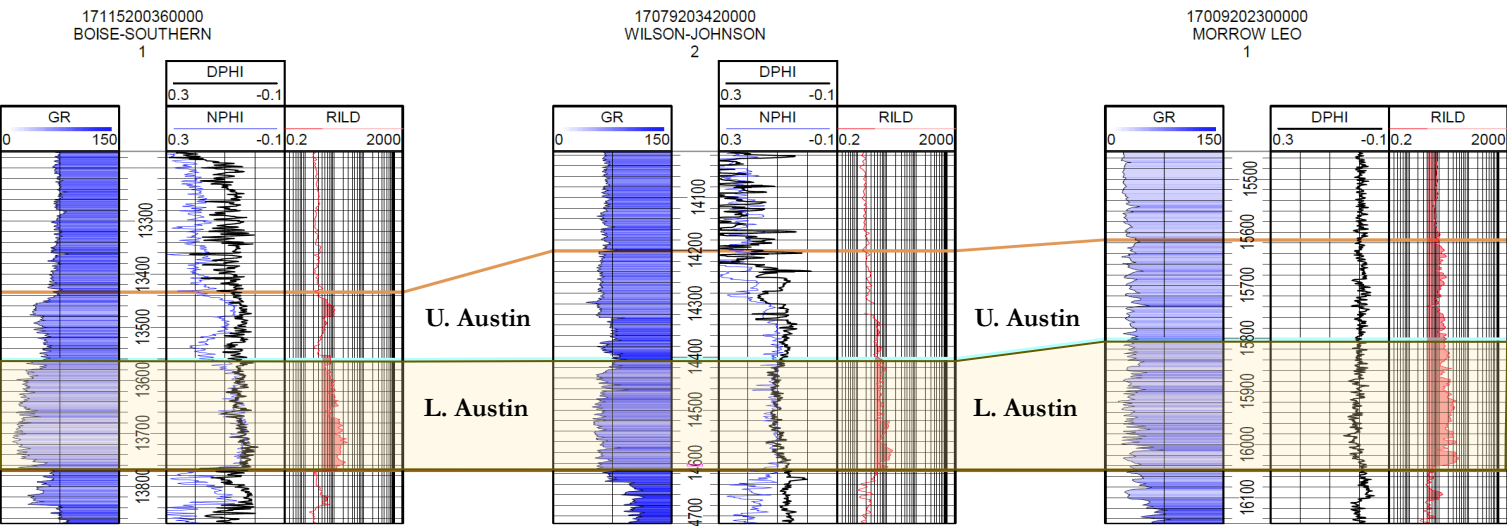 17115200360000
BOISE-SOUTHERN
1
DPHI
0.3 -0.1
GR NPHI RILD
0 150 0.3 -0.1 0.2 2000
13300
13400
13500
13600
13700
13800
U. Austin
L. Austin
17079203420000
WILSON-JOHNSON
2
DPHI
0.3 -0.1
GR NPHI RILD
0 150 0.3 -0.1 0.2 2000
14100
14200
14300
14400
14500
14600
14700
U. Austin
L. Austin
17009202300000
MORROW LEO
1
GR DPHI RILD
0 150 0.3 -0.1 0.2 2000
15500
15600
15700
15800
15900
16000
16100